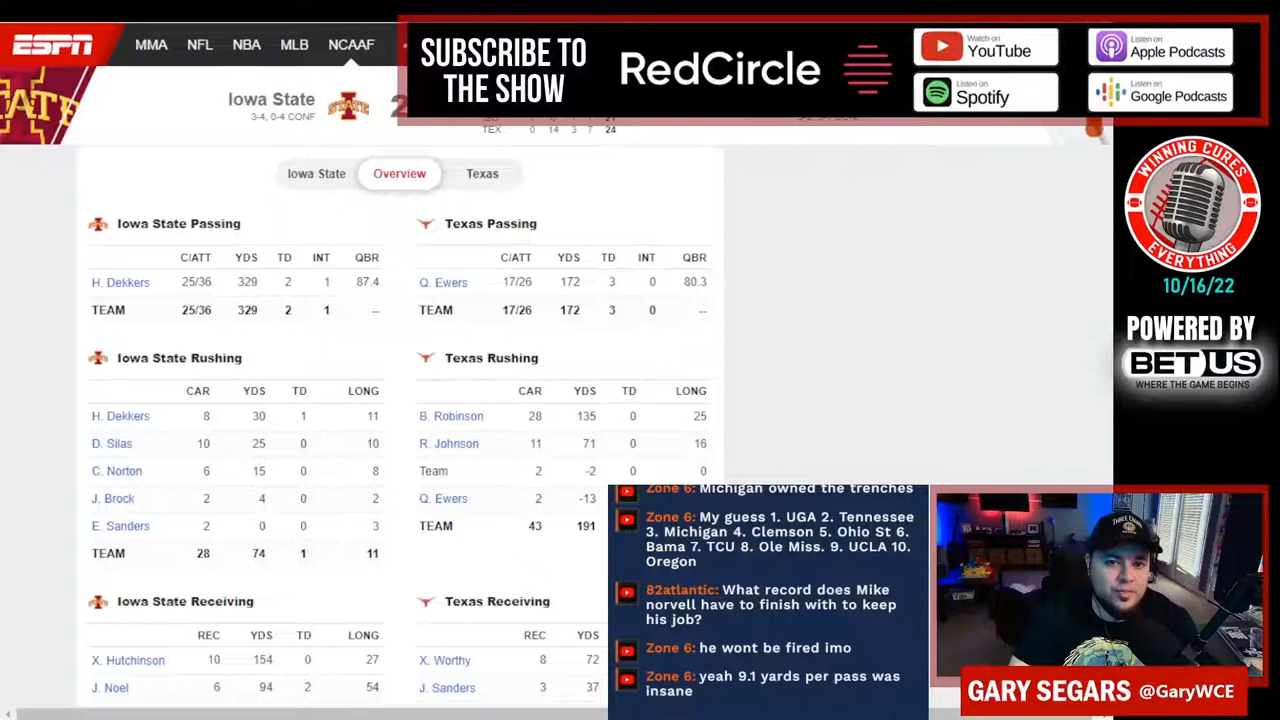 ESPN
MMA NFL NBA MLB NCAAF
SUBSCRIBE TO
THE SHOW
RedCircle
Watch on
YouTube
Listen on
Apple Podcasts
Listen on
Spotify
Listen on
Google Podcasts
STATE
Iowa State
3-4, 0-4 CONF
STATE
2
TEX 0 14 3 7 24
Iowa State Overview Texas
Iowa State Passing
C/ATT YDS TD INT QBR
H. Dekkers 25/36 329 2 1 87.4
TEAM 25/36 329 2 1 --
Texas Passing
C/ATT YDS TD INT QBR
Q. Ewers 17/26 172 3 0 80.3
TEAM 17/26 172 3 0 --
Iowa State Rushing
CAR YDS TD LONG
H. Dekkers 8 30 1 11
D. Silas 10 25 0 10
C. Norton 6 15 0 8
J. Brock 2 4 0 2
E. Sanders 2 0 0 3
TEAM 28 74 1 11
Texas Rushing
CAR YDS TD LONG
B. Robinson 28 135 0 25
R. Johnson 11 71 0 16
Team 2 -2 0 0
Q. Ewers 2 -13
TEAM 43 191
Iowa State Receiving
REC YDS TD LONG
X. Hutchinson 10 154 0 27
J. Noel 6 94 2 54
Texas Receiving
REC YDS
X. Worthy 8 72
J. Sanders 3 37
Zone 6: Michigan owned the trenches
Zone 6: My guess 1. UGA 2. Tennessee
3. Michigan 4. Clemson 5. Ohio St 6.
Bama 7. TCU 8. Ole Miss. 9. UCLA 10.
Oregon
82atlantic: What record does Mike
norvell have to finish with to keep
his job?
Zone 6: he wont be fired imo
Zone 6: yeah 9.1 yards per pass was
insane
WINNING CURES
EVERYTHING
10/16/22
POWERED BY
BETUS
WHERE THE GAME BEGINS
GARY SEGARS @GaryWCE